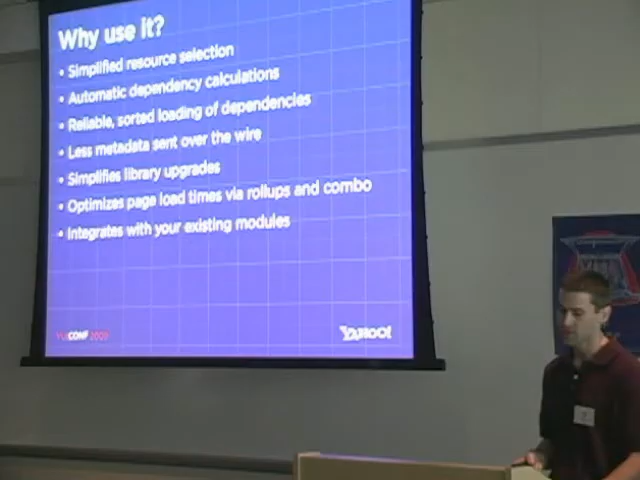 Why use it?
• Simplified resource selection
• Automatic dependency calculations
• Reliable, sorted loading of dependencies
• Less metadata sent over the wire
• Simplifies library upgrades
• Optimizes page load times via rollups and combo
• Integrates with your existing modules
YUICONF 2009
YAHOO!